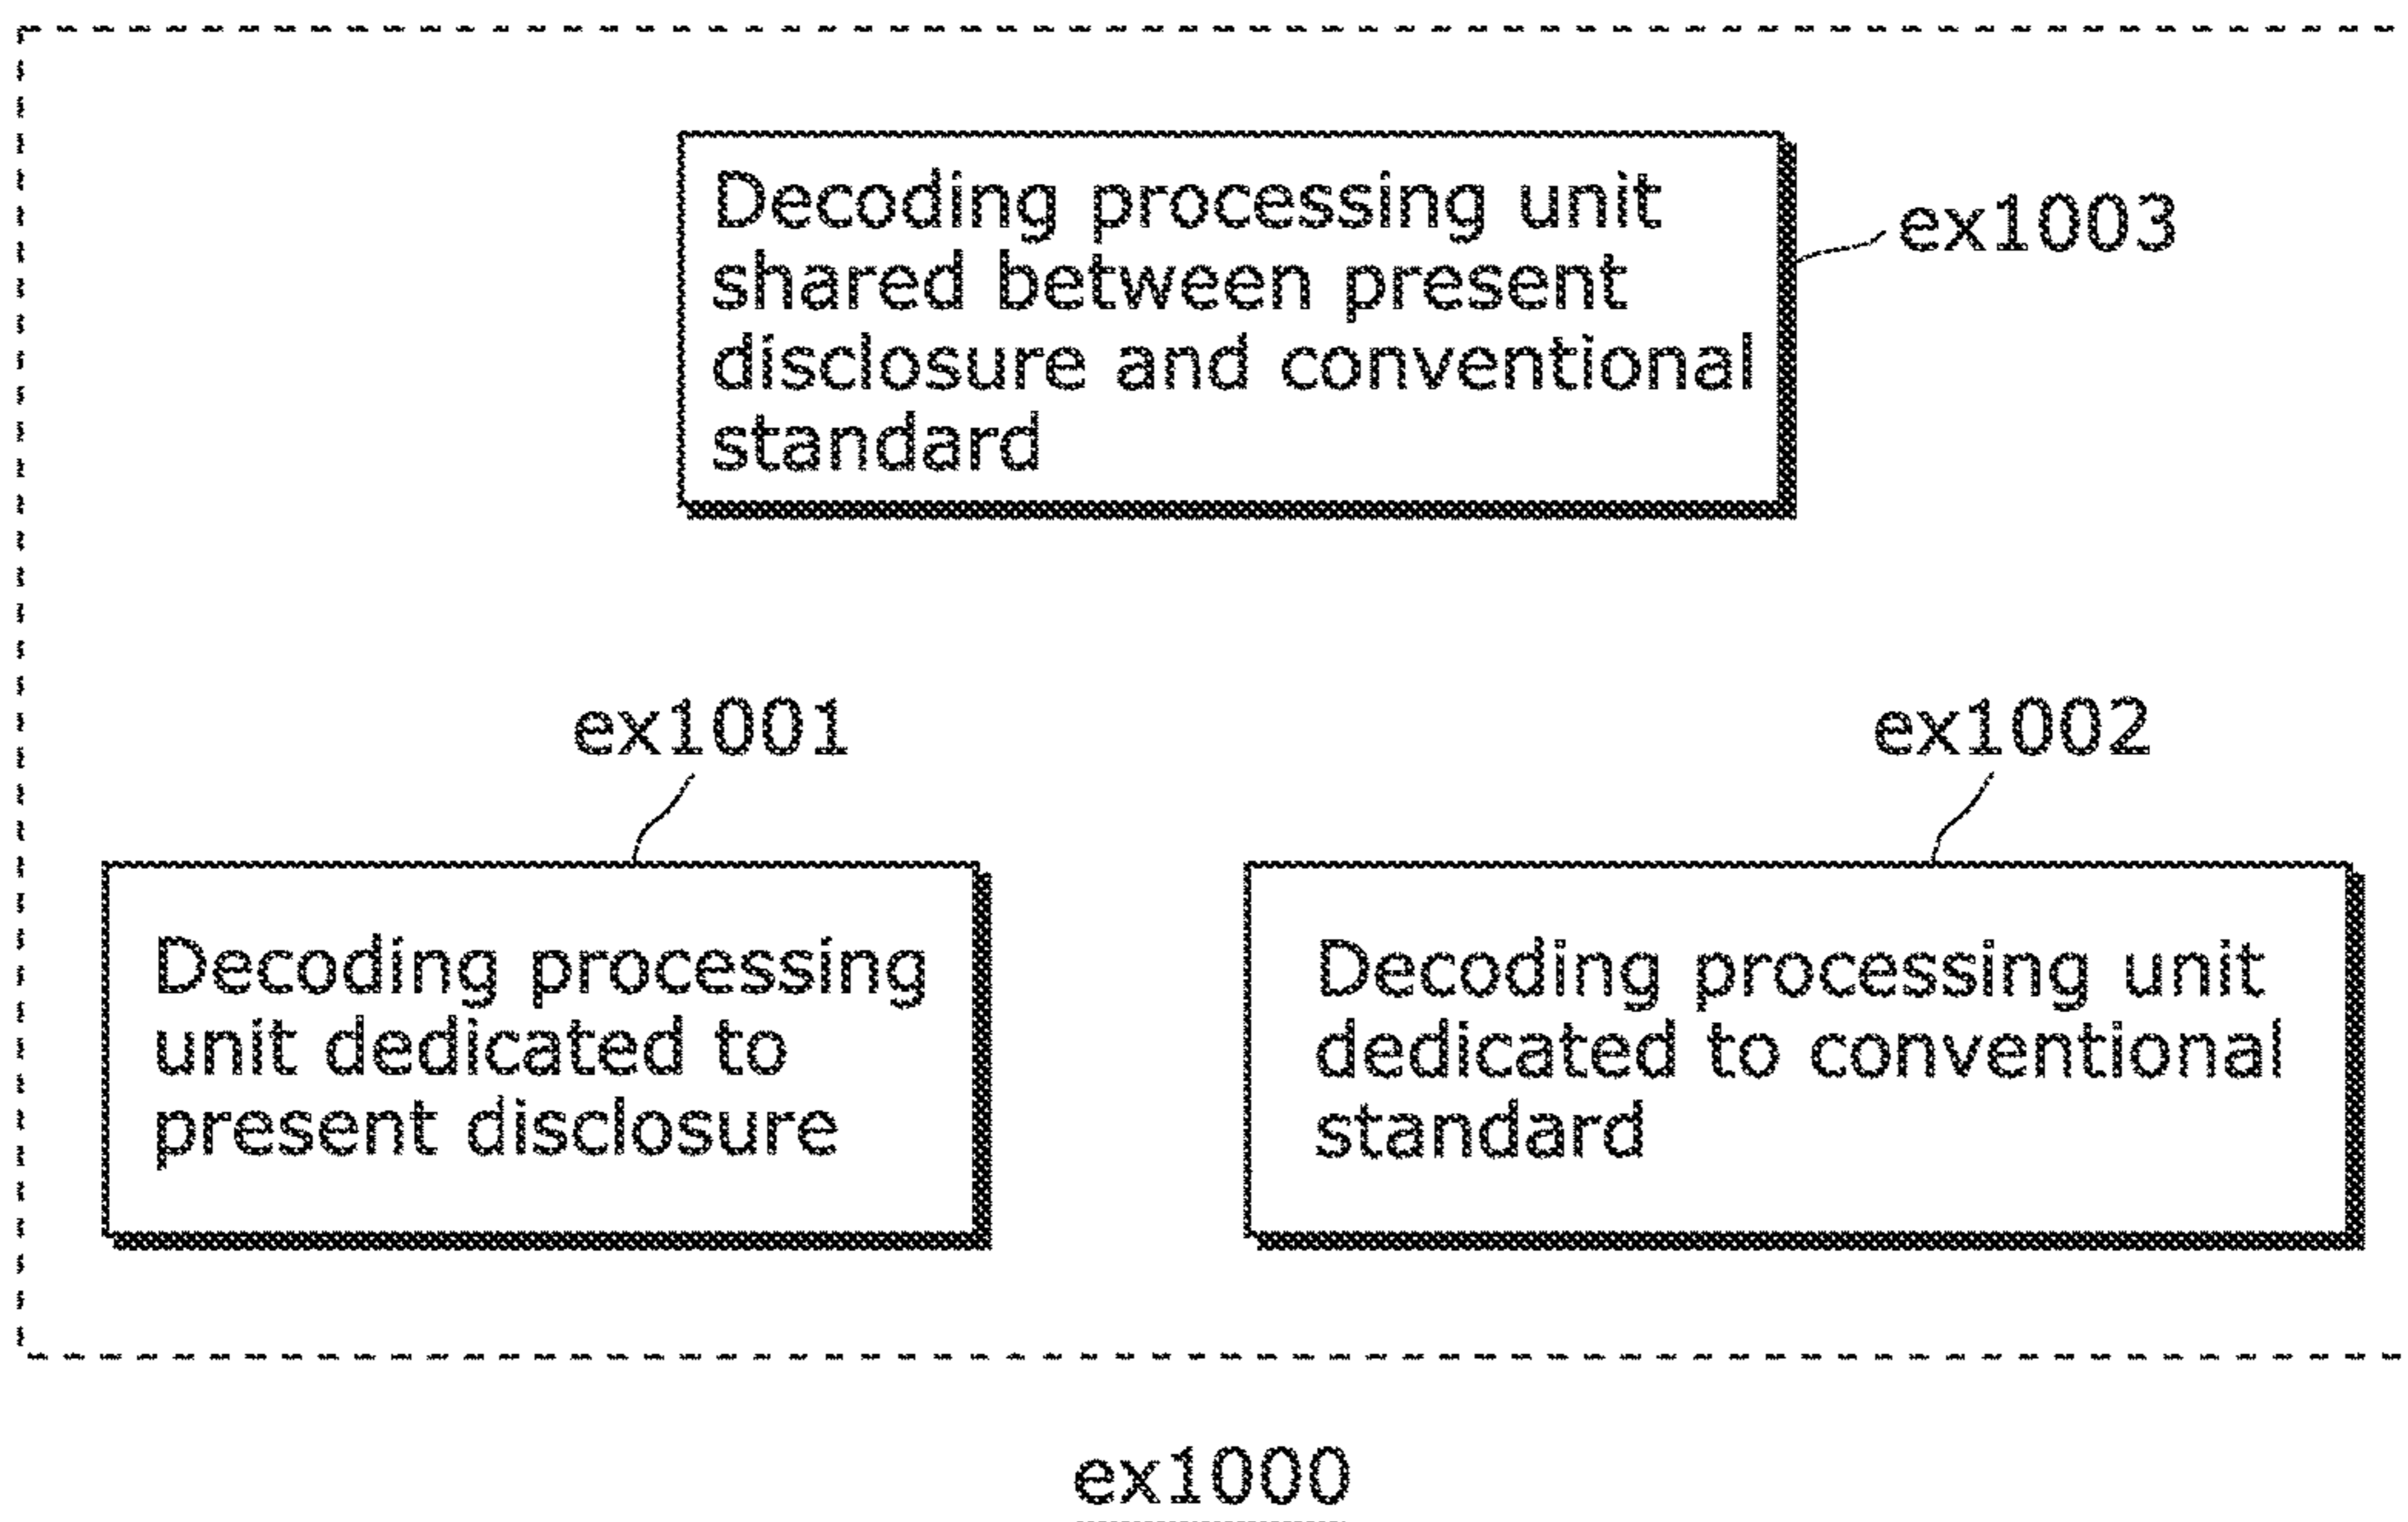 Decoding processing unit
shared between present
disclosure and conventional
standard
ex1003
ex1001
ex1002
Decoding processing
unit dedicated to
present disclosure
Decoding processing unit
dedicated to conventional
standard
ex1000